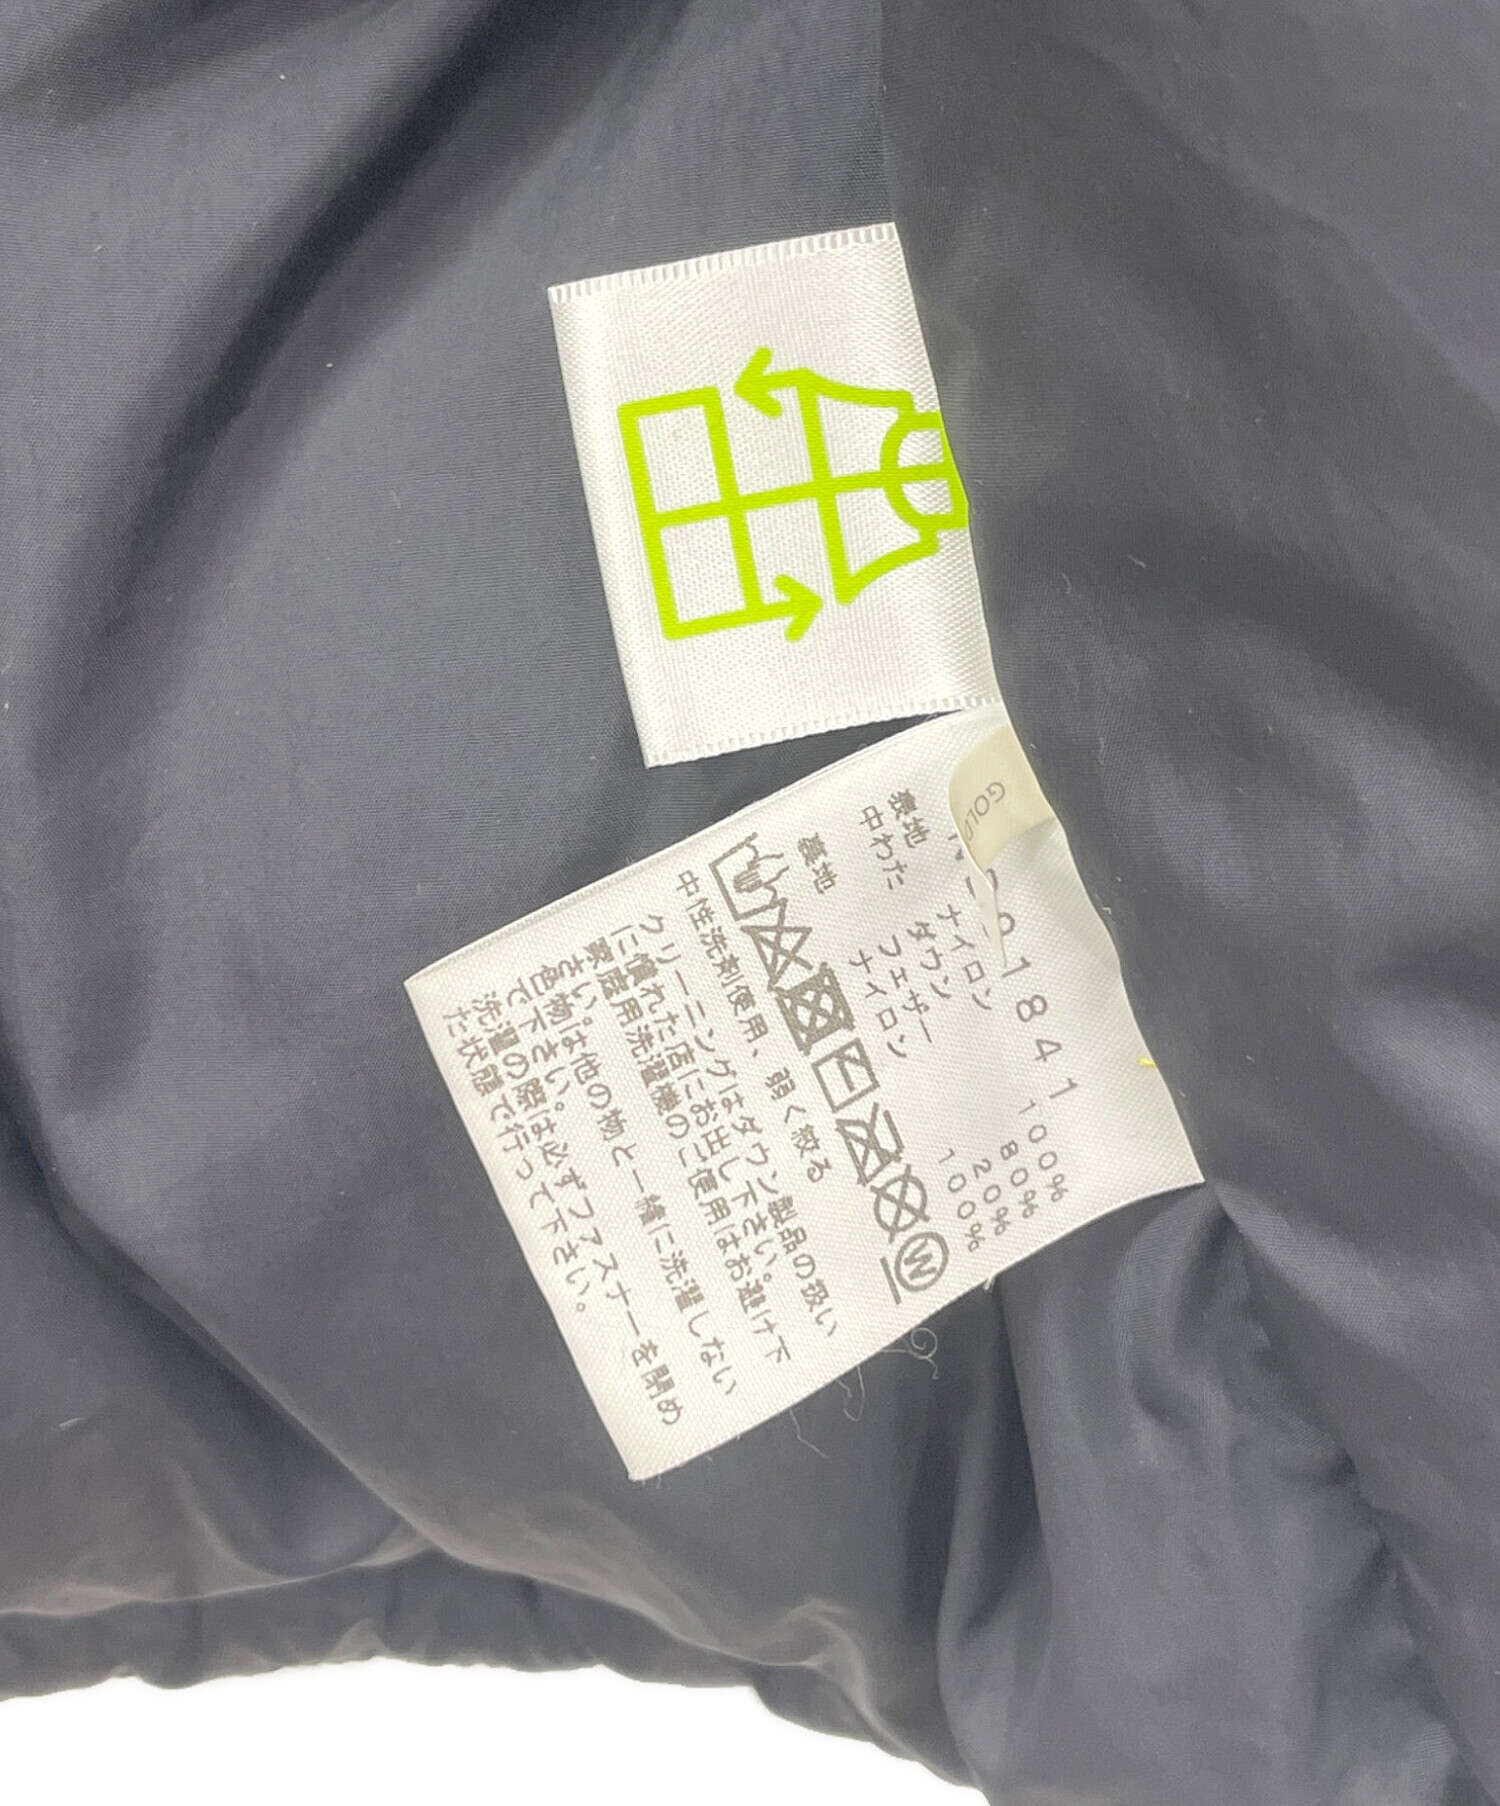 GOLD
01841
表地 ナイロン 100%
中わた ダウン 80%
フェザー 20%
裏地 ナイロン 100%
W
中性洗剤使用、弱く絞る
クリーニングはダウン製品の扱い
に慣れた店にお出し下さい。
業務用洗濯機のご使用はお避け下
さい。
色物は他の物と一緒に洗濯しない
で下さい。
洗濯の際は必ずファスナーを閉め
た状態で行って下さい。